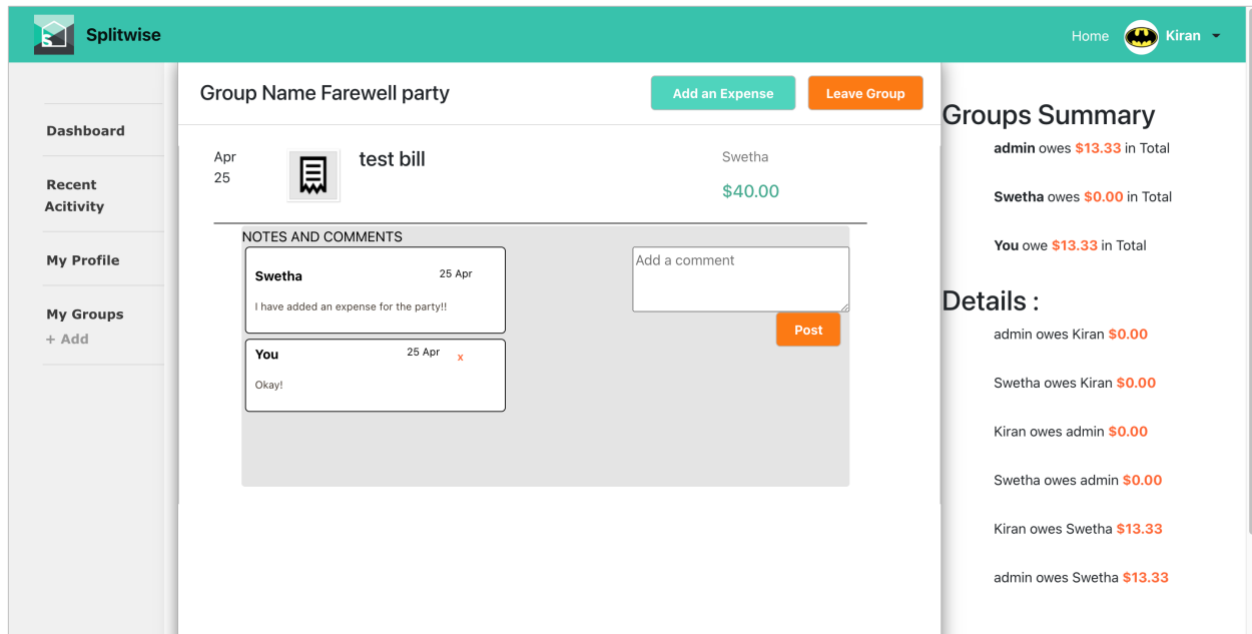 Splitwise
Home Kiran
Dashboard
Recent
Acitivity
My Profile
My Groups
+ Add
Group Name Farewell party
Add an Expense
Leave Group
Apr
25
test bill
Swetha
$40.00
NOTES AND COMMENTS
Swetha 25 Apr
I have added an expense for the party!!
You 25 Apr x
Okay!
Add a comment
Post
Groups Summary
admin owes $13.33 in Total
Swetha owes $0.00 in Total
You owe $13.33 in Total
Details :
admin owes Kiran $0.00
Swetha owes Kiran $0.00
Kiran owes admin $0.00
Swetha owes admin $0.00
Kiran owes Swetha $13.33
admin owes Swetha $13.33